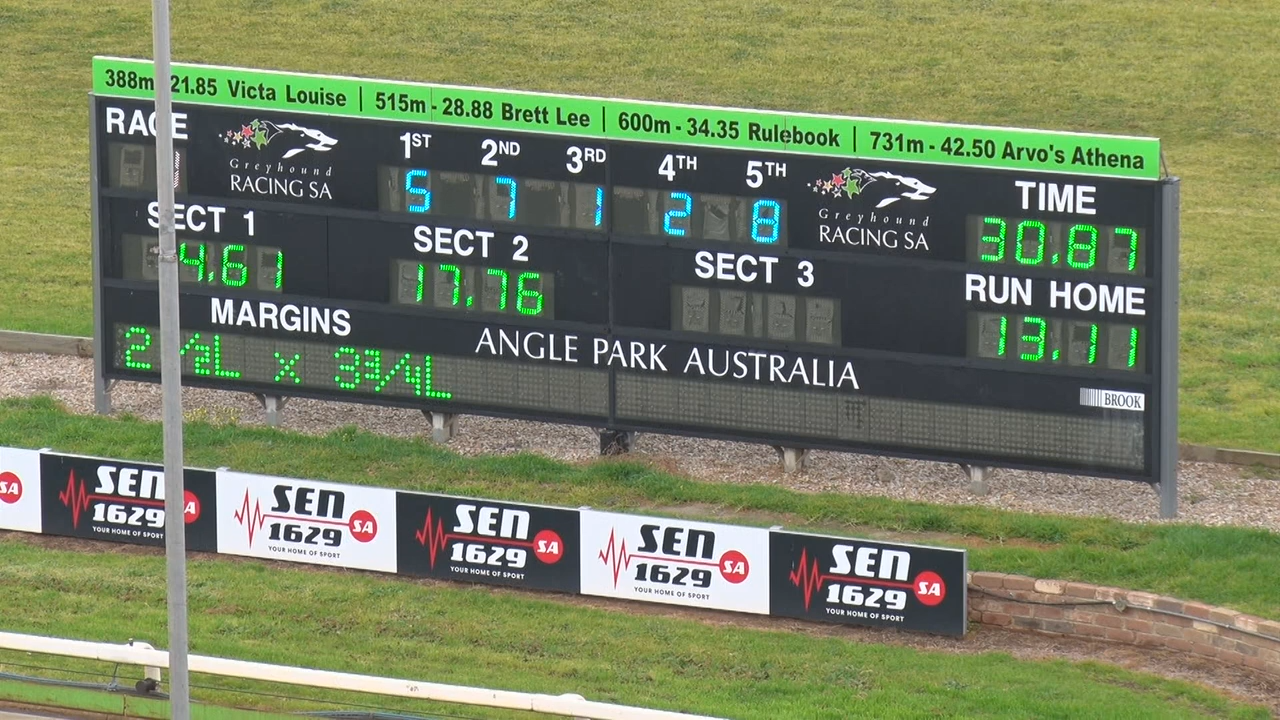 388m 21.85 Victa Louise | 515m - 28.88 Brett Lee | 600m - 34.35 Rulebook | 731m - 42.50 Arvo's Athena
RACE
Greyhound
RACING SA
1ST 2ND 3RD 4TH 5TH
5 7 1 2 8
Greyhound
RACING SA
TIME
30.87
SECT 1
4.61
SECT 2
17.76
SECT 3
RUN HOME
13.11
MARGINS
2 x
ANGLE PARK AUSTRALIA
BROOK
SA
SEN
1629
SA
YOUR HOME OF SPORT
SEN
1629
SA
YOUR HOME OF SPORT
SEN
1629
SA
YOUR HOME OF SPORT
SEN
1629
SA
YOUR HOME OF SPORT
SEN
1629
SA
YOUR HOME OF SPORT